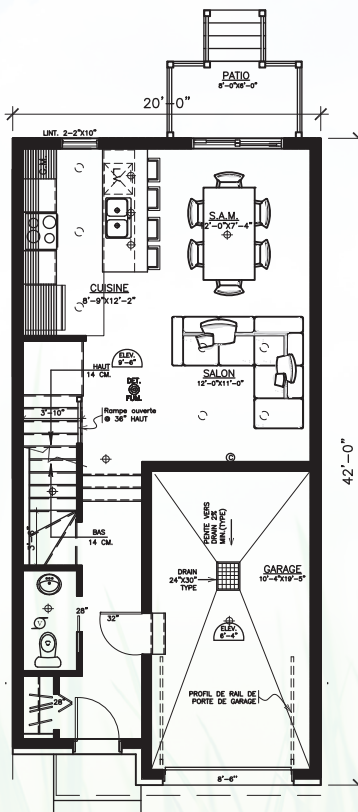 PATIO
8'-0"X6'-0"
20'-0"
LINT. 2-2"X10"
S.A.M.
12'-0"X7'-4"
CUISINE
8'-9"X12'-2"
HAUT
14 CM.
ELEV.
9'-6"
DET.
FUM.
SALON
12'-0"X11'-0"
3'-10"
Rampe ouverte
@ 36" HAUT
42'-0"
BAS
14 CM.
PENTE VERS
DRAIN 2%
MIN.(TYPE)
DRAIN
24"X30"
TYPE
GARAGE
10'-4"X19'-5"
28"
32"
ELEV.
6'-4"
PROFIL DE RAIL DE
PORTE DE GARAGE
28"
8'-6"